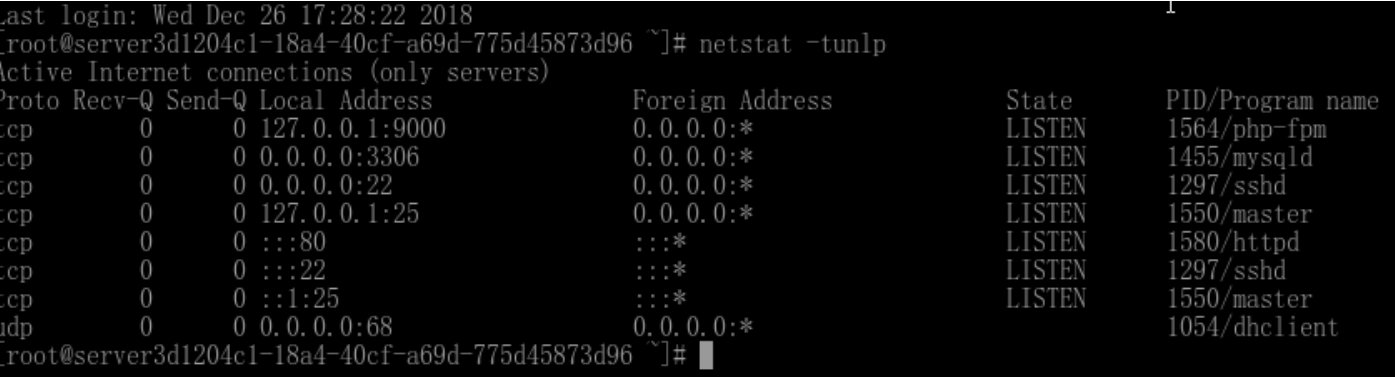 Last login: Wed Dec 26 17:28:22 2018
[root@server3d1204c1-18a4-40cf-a69d-775d45873d96 ~]# netstat -tunlp
Active Internet connections (only servers)
Proto Recv-Q Send-Q Local Address               Foreign Address             State       PID/Program name
tcp        0      0 127.0.0.1:9000              0.0.0.0:*                   LISTEN      1564/php-fpm
tcp        0      0 0.0.0.0:3306                0.0.0.0:*                   LISTEN      1455/mysqld
tcp        0      0 0.0.0.0:22                  0.0.0.0:*                   LISTEN      1297/sshd
tcp        0      0 127.0.0.1:25                0.0.0.0:*                   LISTEN      1550/master
tcp        0      0 :::80                       :::*                        LISTEN      1580/httpd
tcp        0      0 :::22                       :::*                        LISTEN      1297/sshd
tcp        0      0 ::1:25                      :::*                        LISTEN      1550/master
udp        0      0 0.0.0.0:68                  0.0.0.0:*                               1054/dhclient
[root@server3d1204c1-18a4-40cf-a69d-775d45873d96 ~]#